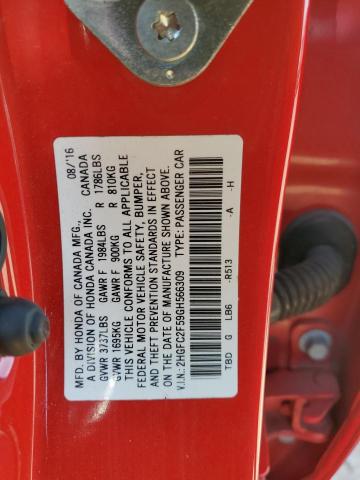 MFD. BY HONDA OF CANADA MFG., 08/'16
A DIVISION OF HONDA CANADA INC. CANADA
GVWR 3737LBS GAWR F 1984LBS R 1786LBS
GVWR 1695KG GAWR F 900KG R 810KG
THIS VEHICLE CONFORMS TO ALL APPLICABLE
FEDERAL MOTOR VEHICLE SAFETY, BUMPER,
AND THEFT PREVENTION STANDARDS IN EFFECT
ON THE DATE OF MANUFACTURE SHOWN ABOVE.
V.I.N.:2HGFC2F59GH566309 TYPE:PASSENGER CAR
TBD G LB6 -R513 -A -H